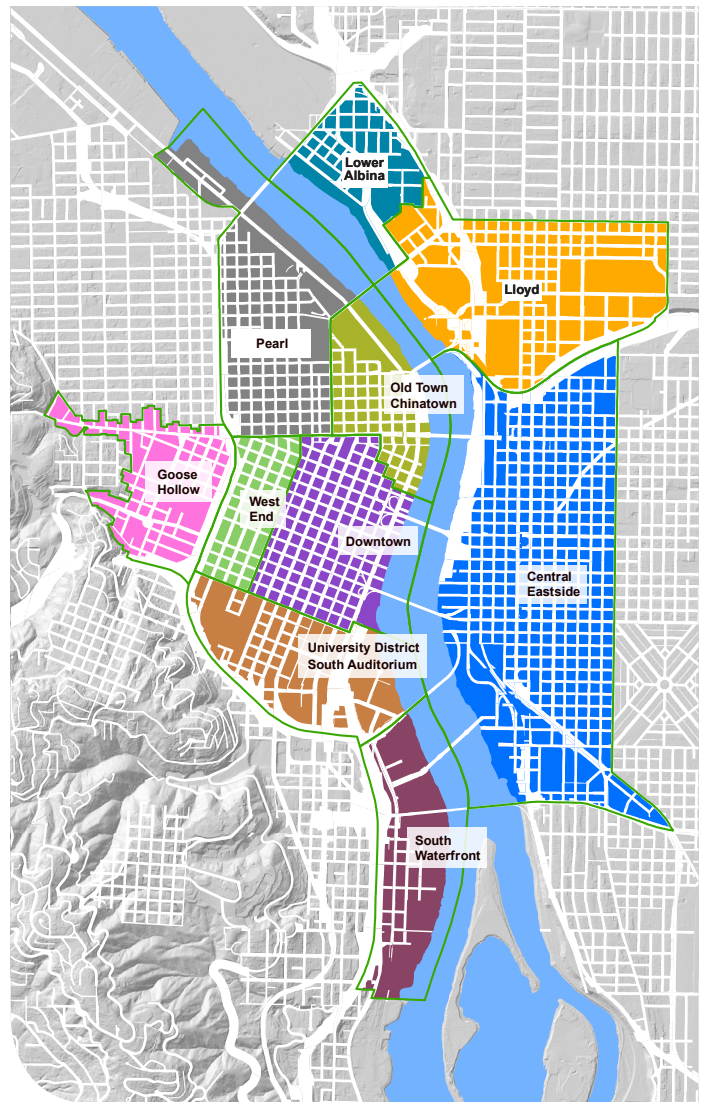 Lower
Albina
Lloyd
Pearl
Old Town
Chinatown
Goose
Hollow
West
End
Downtown
Central
Eastside
University District
South Auditorium
South
Waterfront